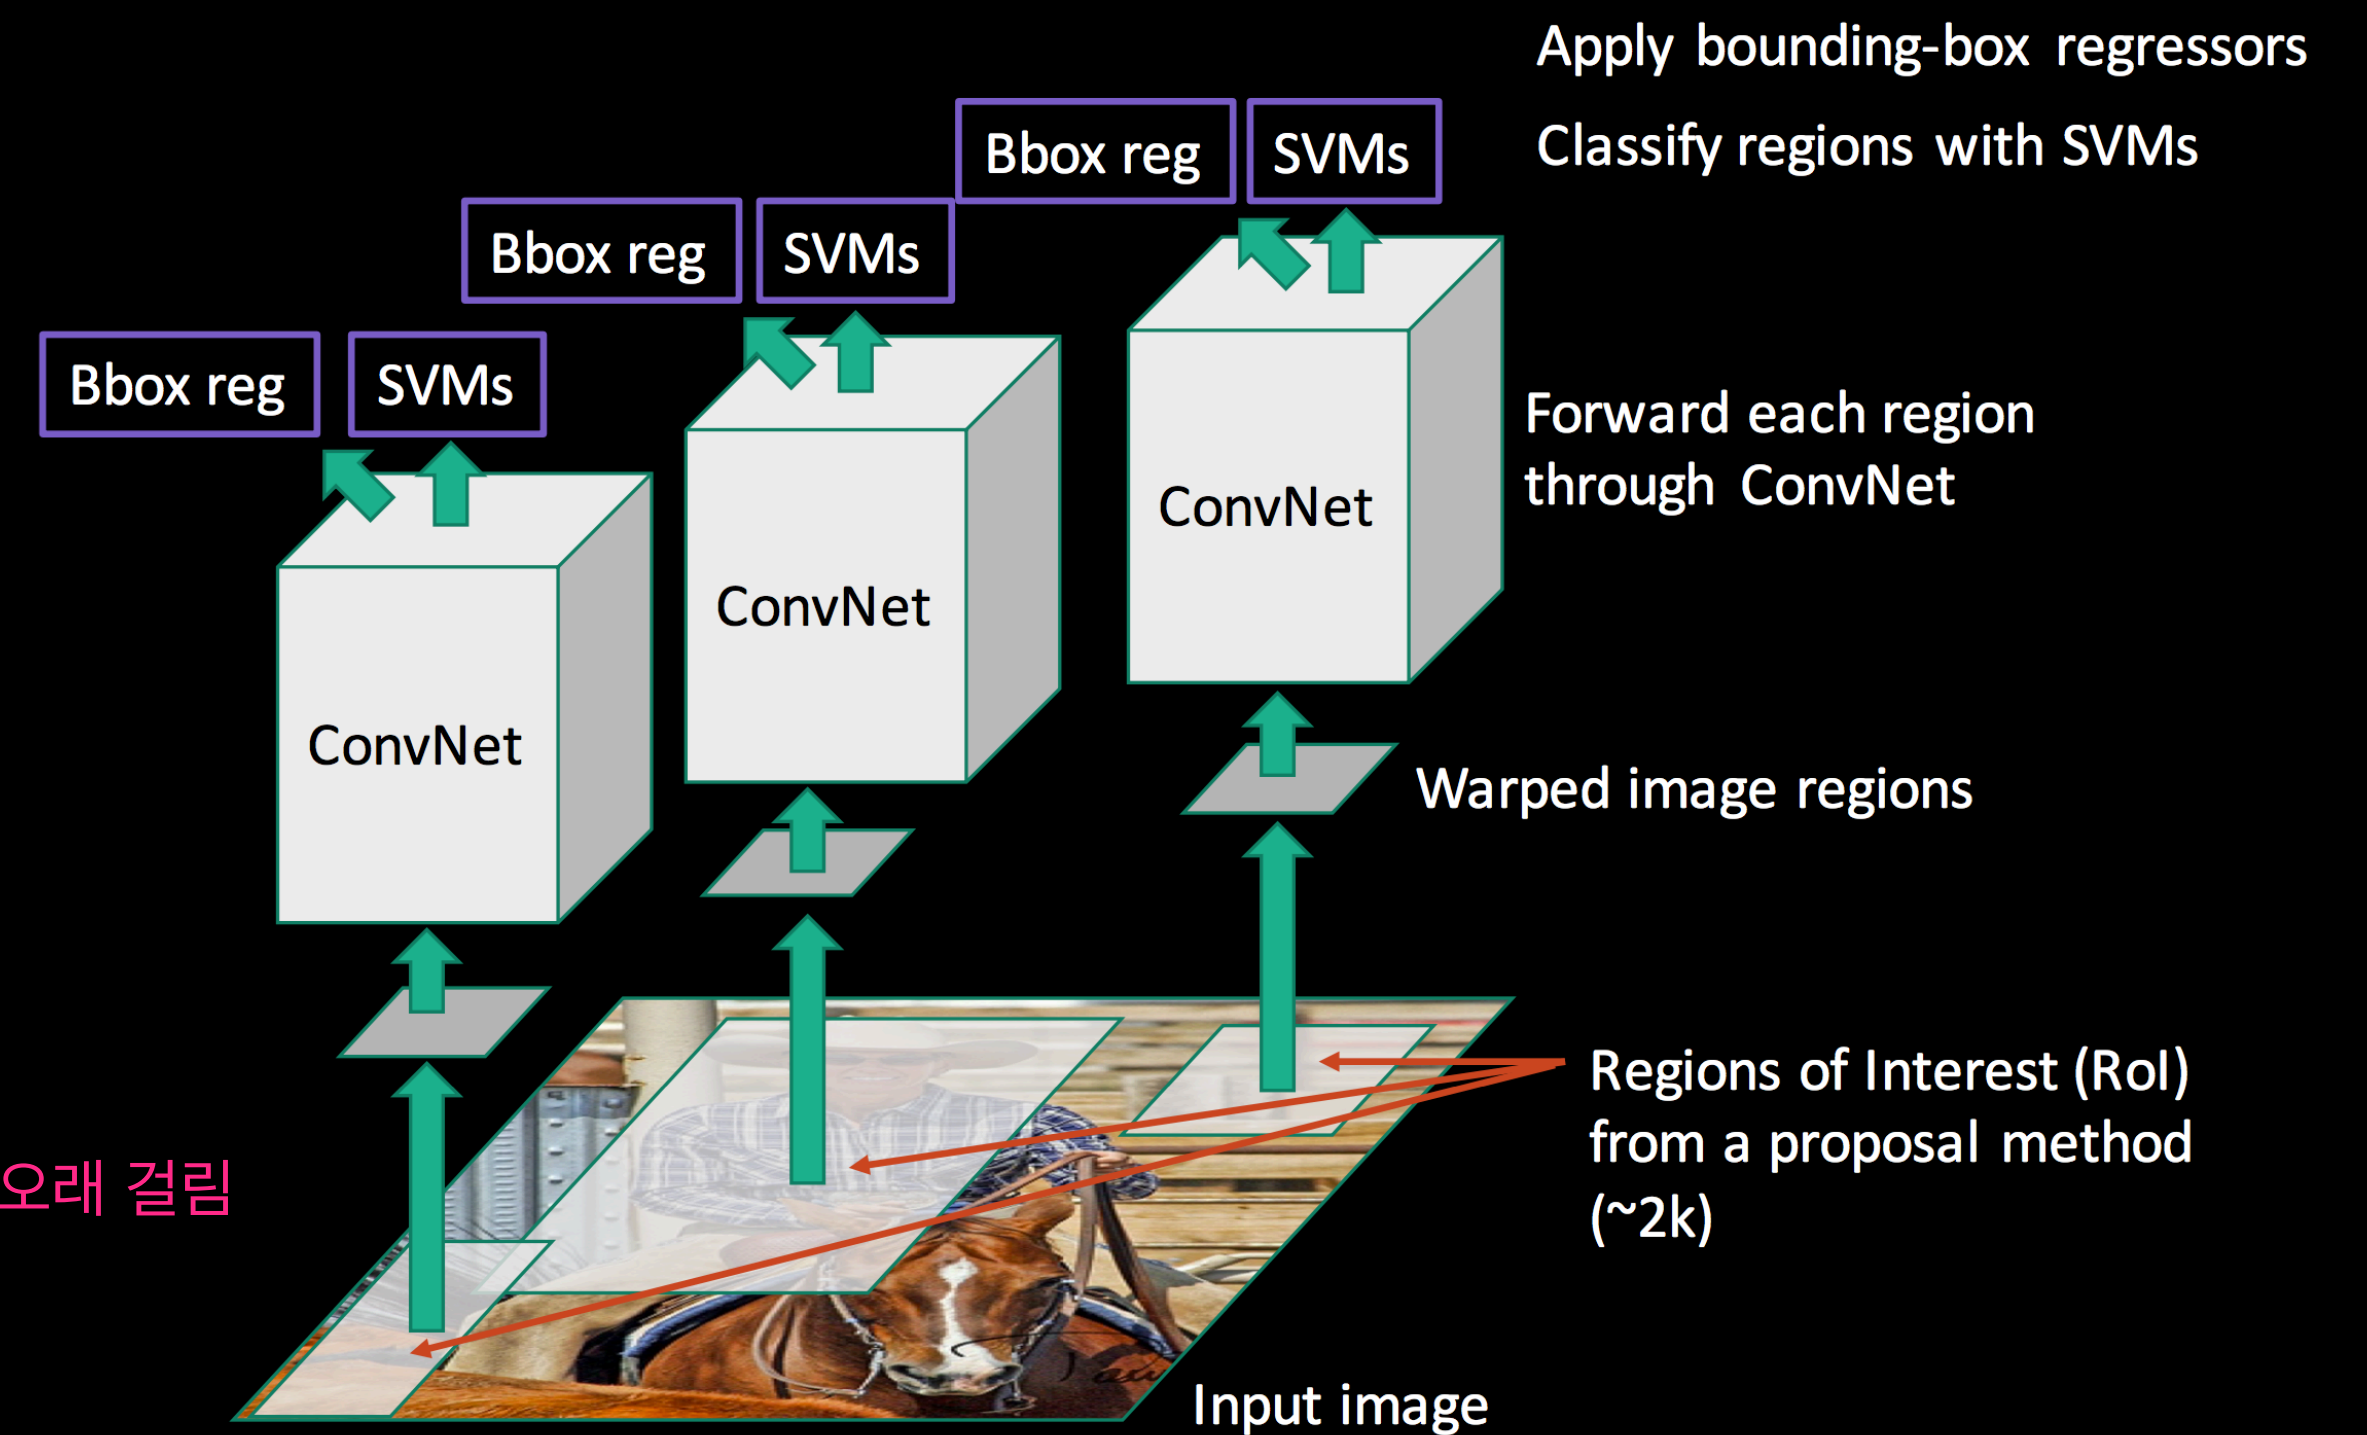 Apply bounding-box regressors
Bbox reg
SVMs
Classify regions with SVMs
Bbox reg
SVMs
Bbox reg
SVMs
Forward each region
through ConvNet
ConvNet
ConvNet
ConvNet
Warped image regions
Regions of Interest (RoI)
from a proposal method
(~2k)
오래 걸림
Input image